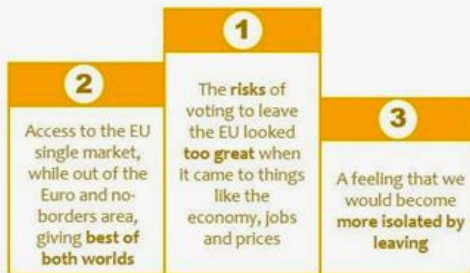 1
The risks of
voting to leave
the EU looked
too great when
it came to things
like the
economy, jobs
and prices
2
Access to the EU
single market,
while out of the
Euro and no-
borders area,
giving best of
both worlds
3
A feeling that we
would become
more isolated by
leaving